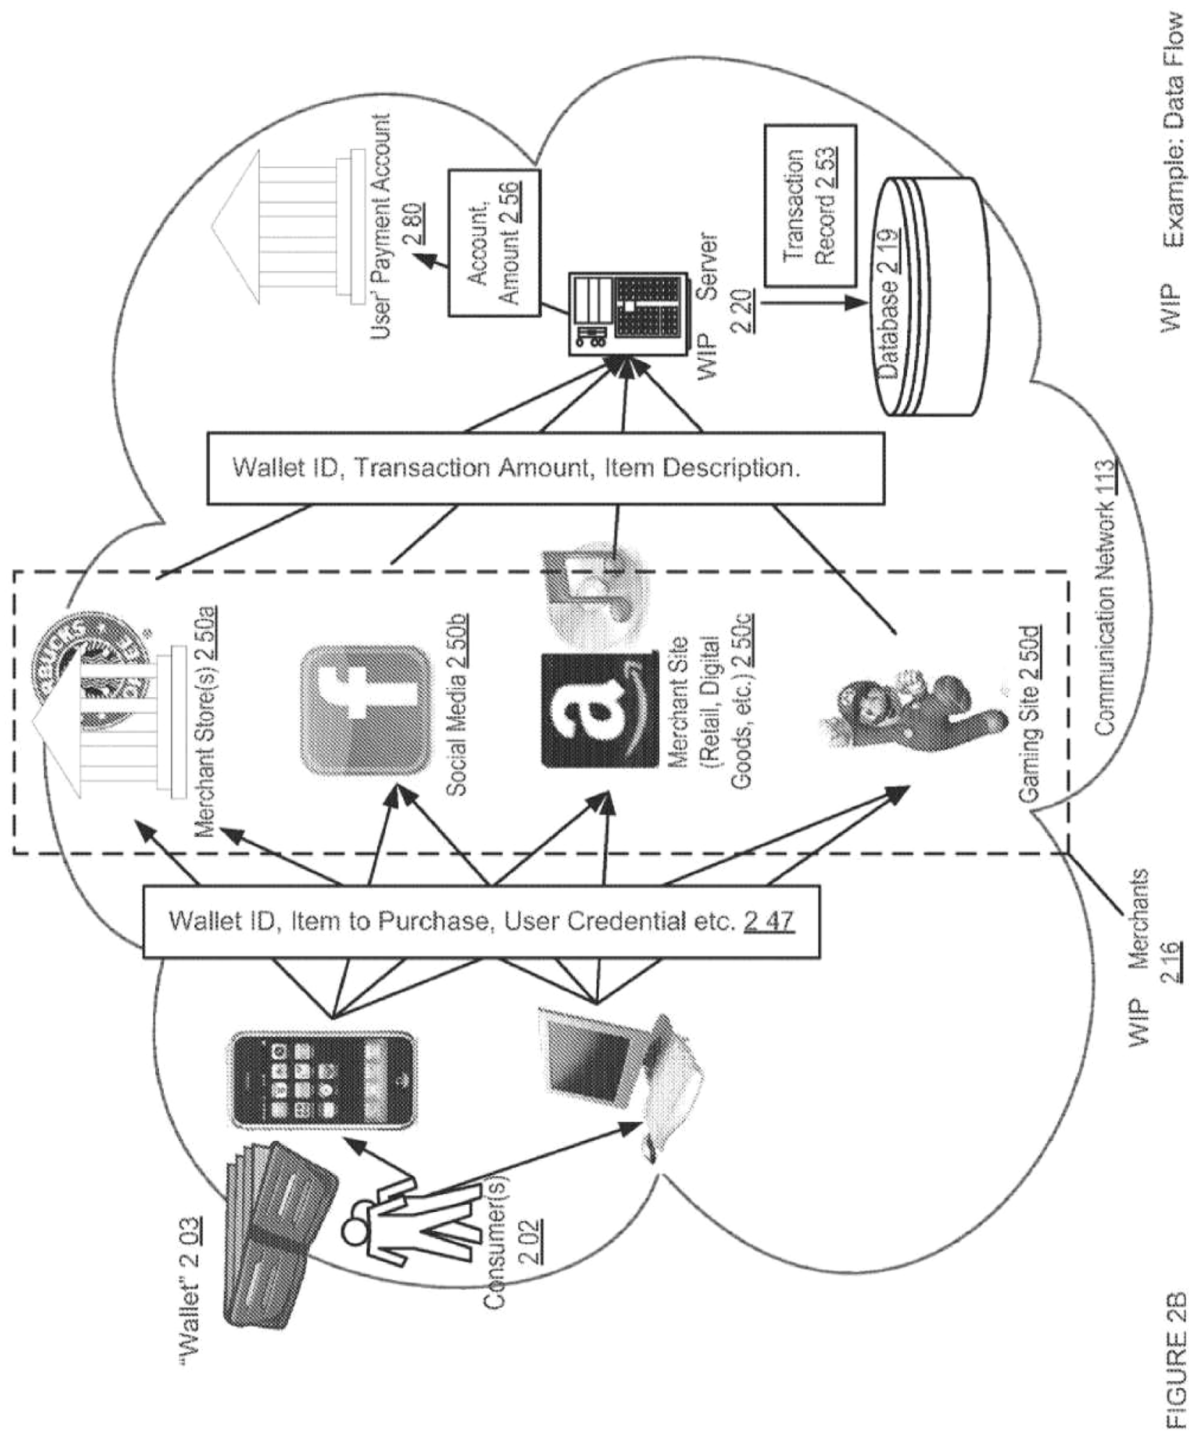 "Wallet" 2 03
Consumer(s)
2 02
Wallet ID, Item to Purchase, User Credential etc. 2 47
WIP Merchants
2 16
Merchant Store(s) 2 50a
BUCKS
®
Social Media 2 50b
f
a
Merchant Site
(Retail, Digital
Goods, etc.) 2 50c
Gaming Site 2 50d
Communication Network 113
Wallet ID, Transaction Amount, Item Description.
User' Payment Account
2 80
Account,
Amount 2 56
WIP Server
2 20
Transaction
Record 2 53
Database 2 19
FIGURE 2B
WIP Example: Data Flow